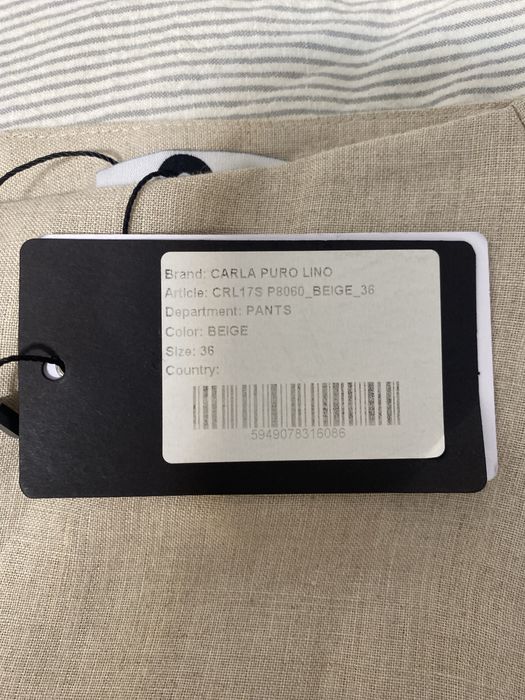 Brand: CARLA PURO LINO
Article: CRL17S P8060_BEIGE_36
Department: PANTS
Color: BEIGE
Size: 36
Country:
5949078316086